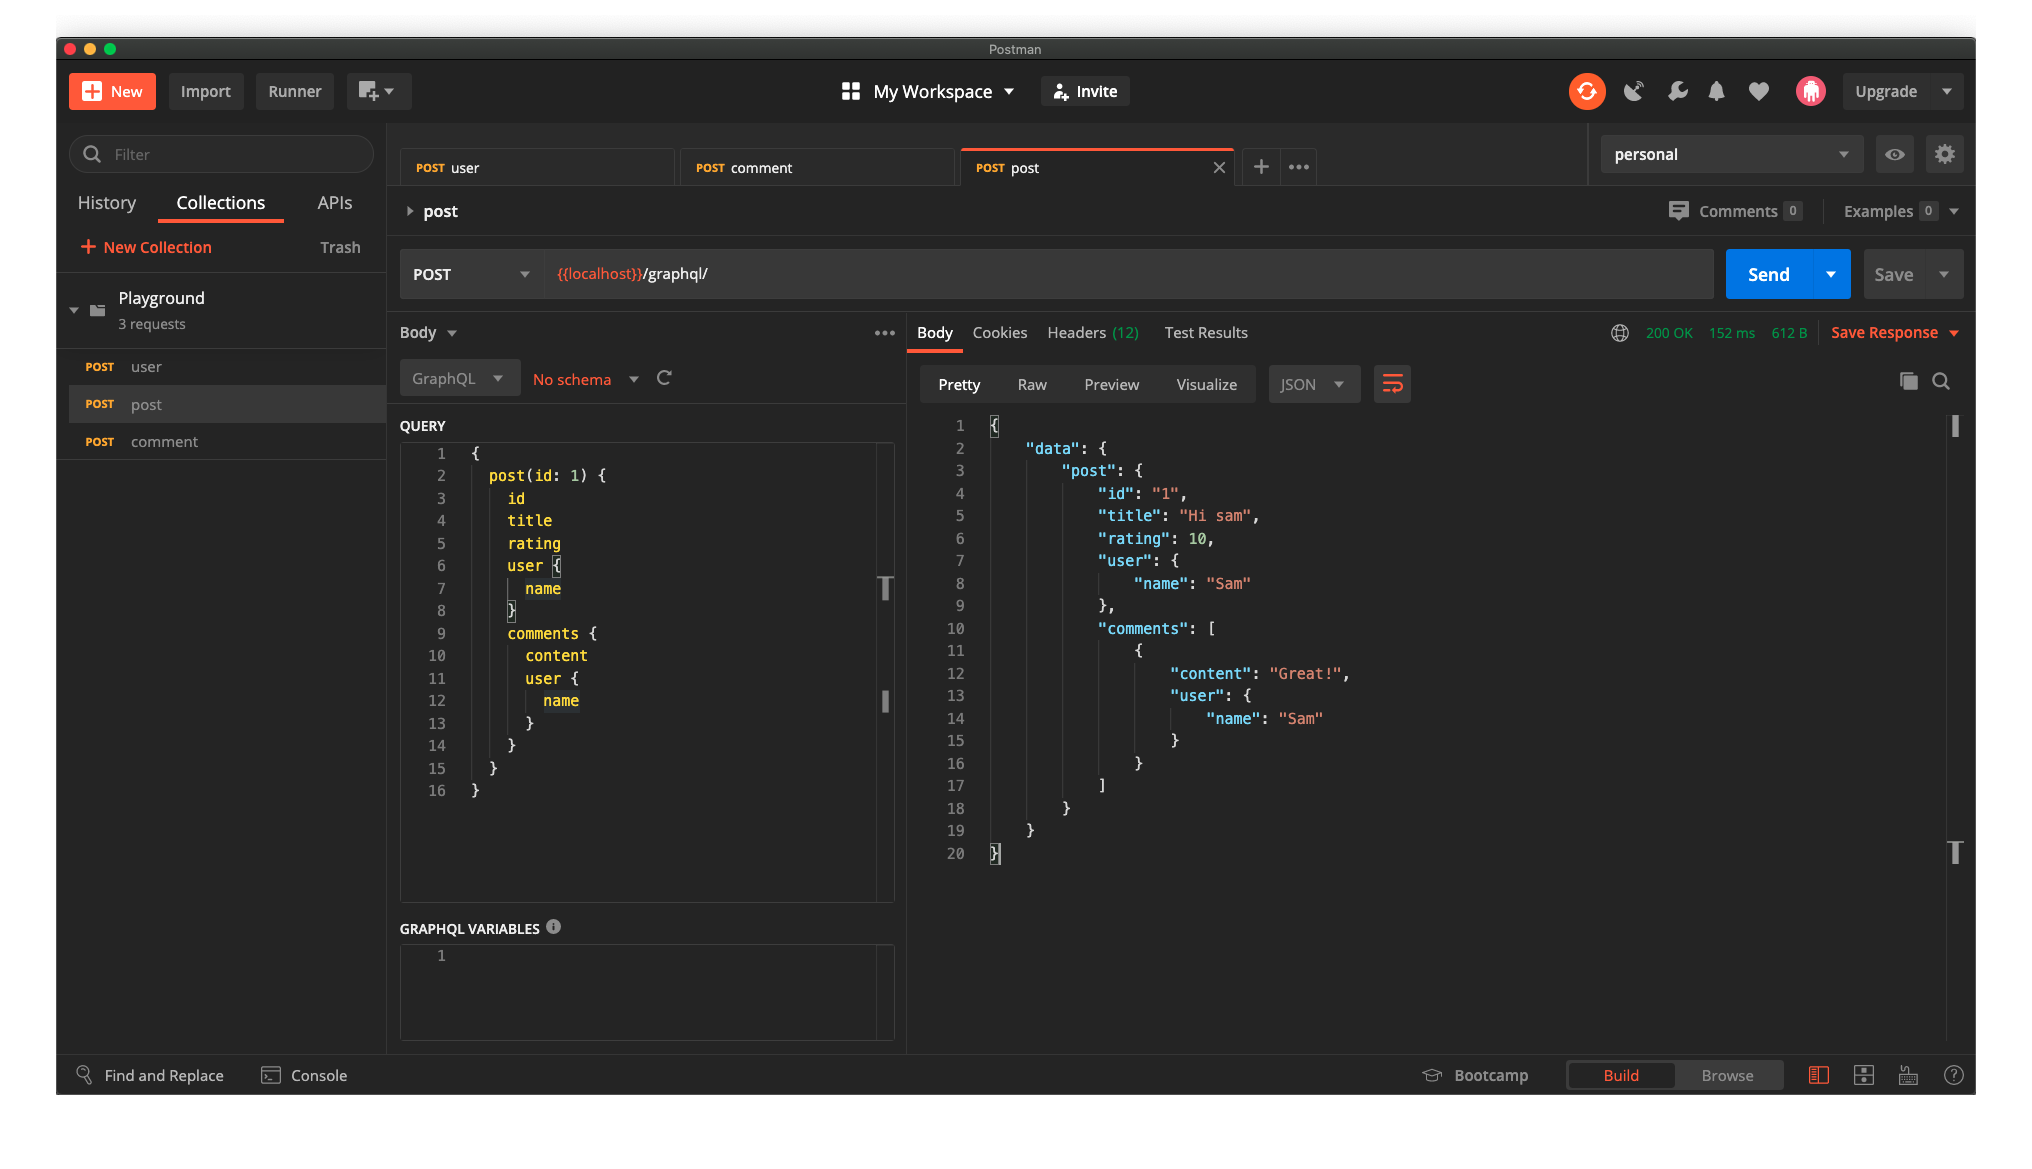 Postman
New
Import
Runner
My Workspace
Invite
Upgrade
Filter
History
Collections
APIs
New Collection
Trash
Playground
3 requests
POST user
POST post
POST comment
POST user
POST comment
POST post
personal
post
Comments 0
Examples 0
POST
{{localhost}}/graphql/
Send
Save
Body
GraphQL
No schema
QUERY
1 {
2 post(id: 1) {
3 id
4 title
5 rating
6 user {
7 name
8 }
9 comments {
10 content
11 user {
12 name
13 }
14 }
15 }
16 }
GRAPHQL VARIABLES
1
Body
Cookies
Headers (12)
Test Results
200 OK
152 ms
612 B
Save Response
Pretty
Raw
Preview
Visualize
JSON
1 {
2 "data": {
3 "post": {
4 "id": "1",
5 "title": "Hi sam",
6 "rating": 10,
7 "user": {
8 "name": "Sam"
9 },
10 "comments": [
11 {
12 "content": "Great!",
13 "user": {
14 "name": "Sam"
15 }
16 }
17 ]
18 }
19 }
20 }
Find and Replace
Console
Bootcamp
Build
Browse